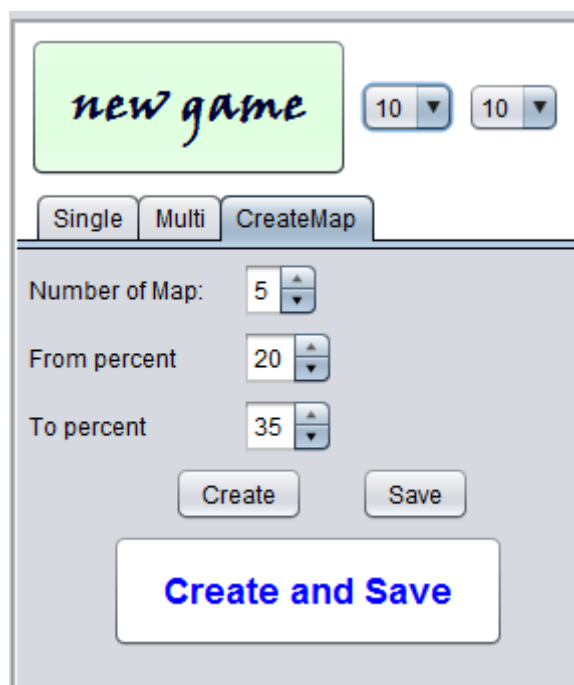 new game 10 10
Single Multi CreateMap
Number of Map: 5
From percent 20
To percent 35
Create Save
Create and Save